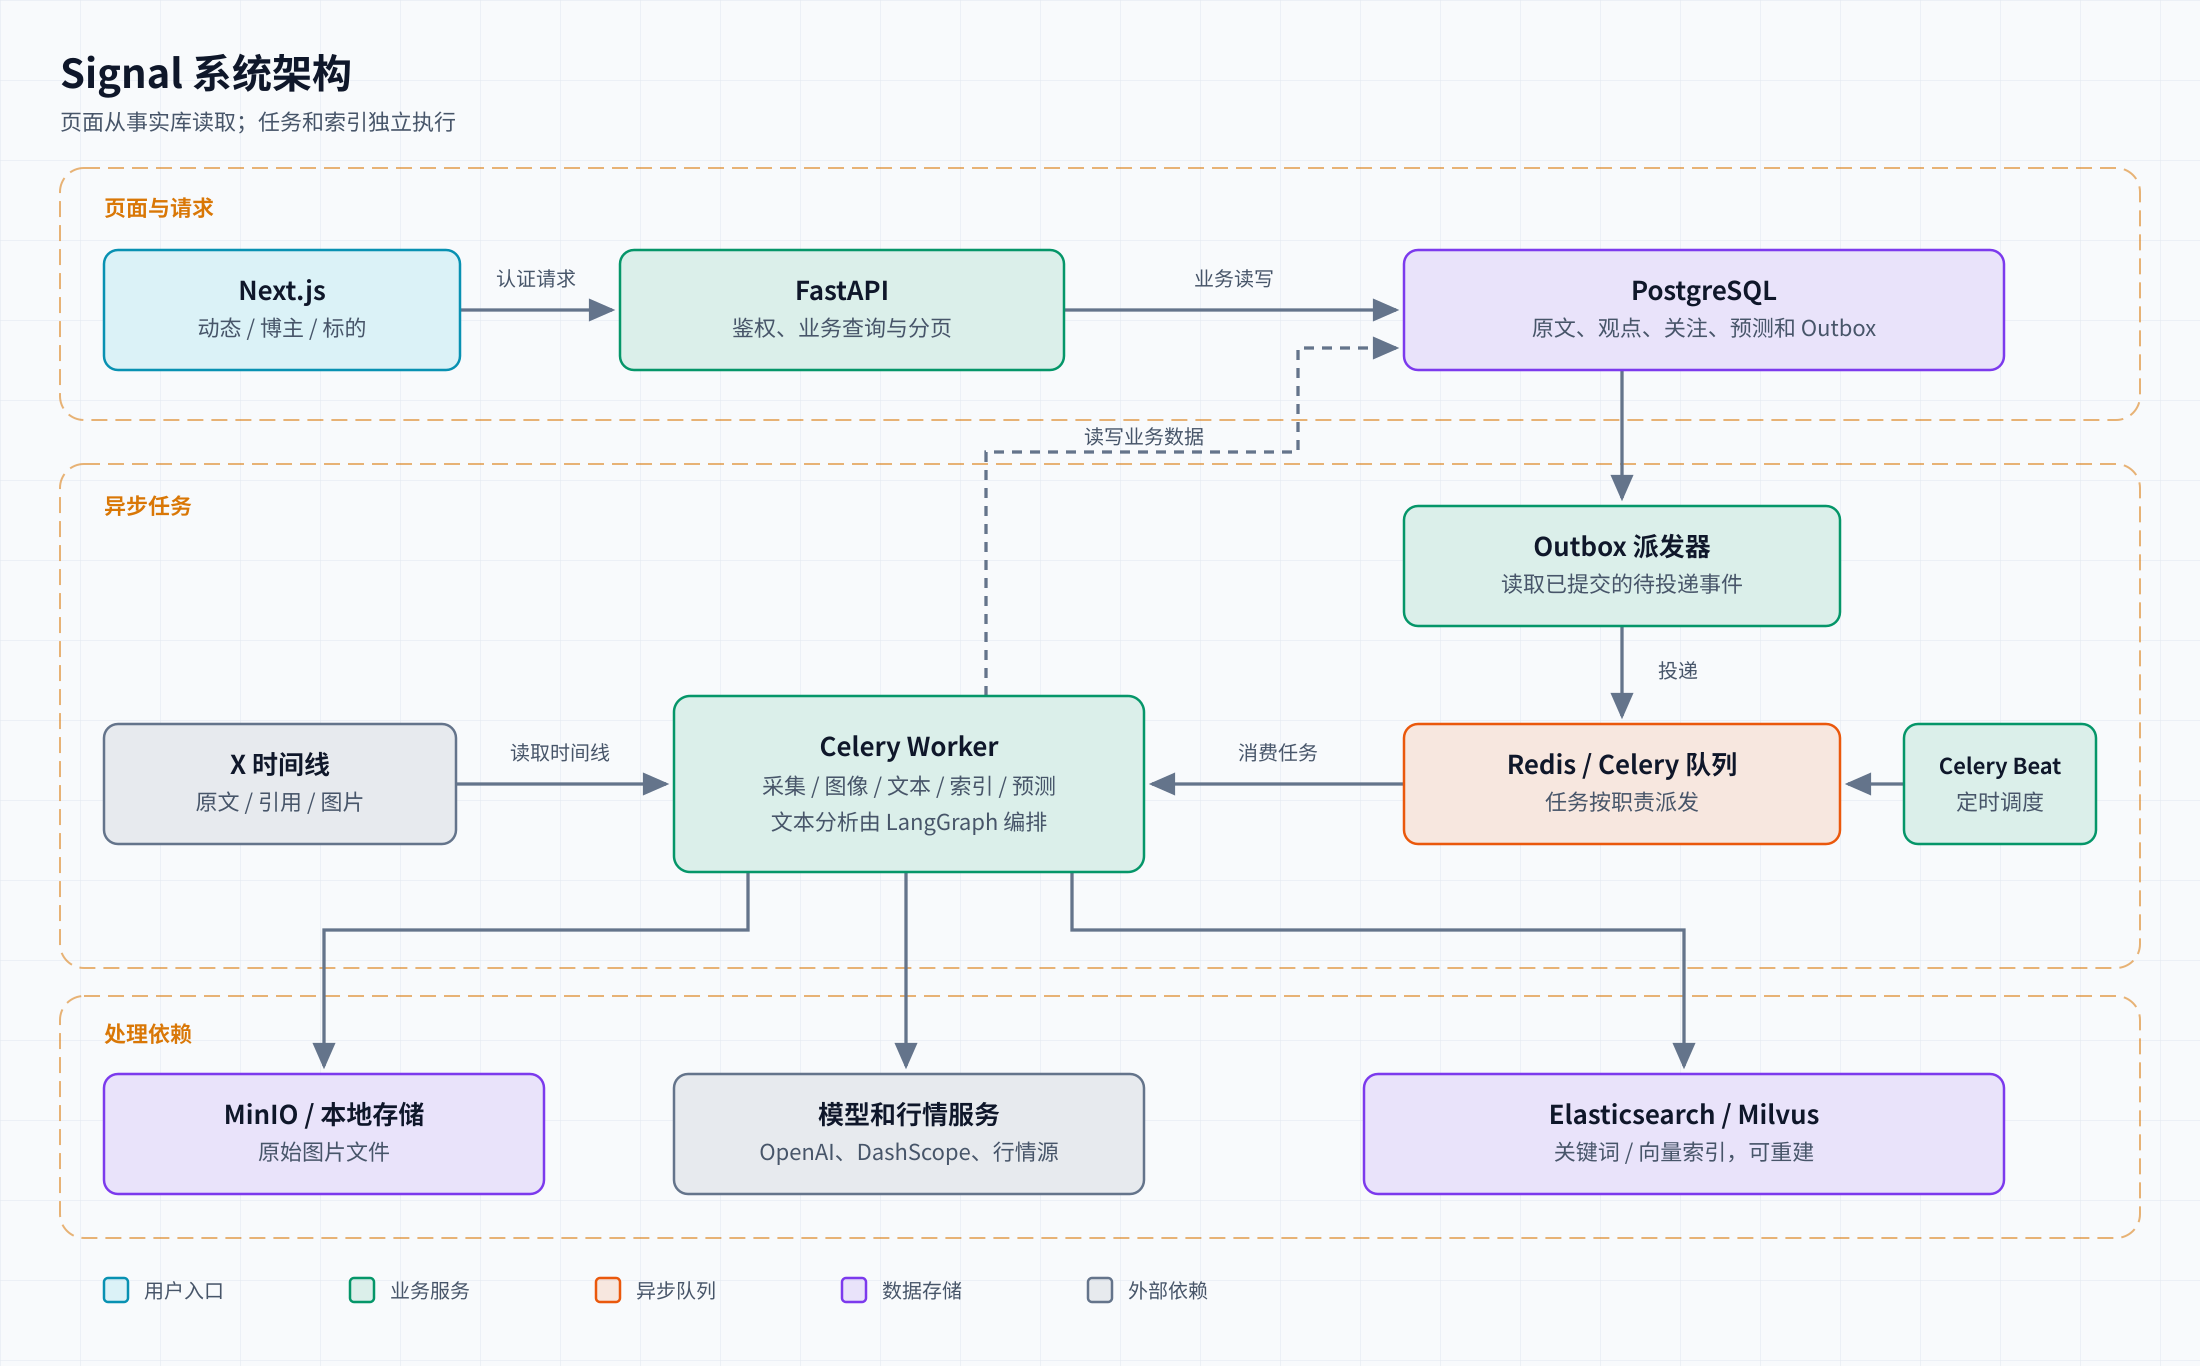 Signal 系统架构
页面从事实库读取；任务和索引独立执行
页面与请求
Next.js
动态 / 博主 / 标的
认证请求
FastAPI
鉴权、业务查询与分页
业务读写
PostgreSQL
原文、观点、关注、预测和 Outbox
读写业务数据
异步任务
Outbox 派发器
读取已提交的待投递事件
投递
X 时间线
原文 / 引用 / 图片
读取时间线
Celery Worker
采集 / 图像 / 文本 / 索引 / 预测
文本分析由 LangGraph 编排
消费任务
Redis / Celery 队列
任务按职责派发
Celery Beat
定时调度
处理依赖
MinIO / 本地存储
原始图片文件
模型和行情服务
OpenAI、DashScope、行情源
Elasticsearch / Milvus
关键词 / 向量索引，可重建
用户入口
业务服务
异步队列
数据存储
外部依赖